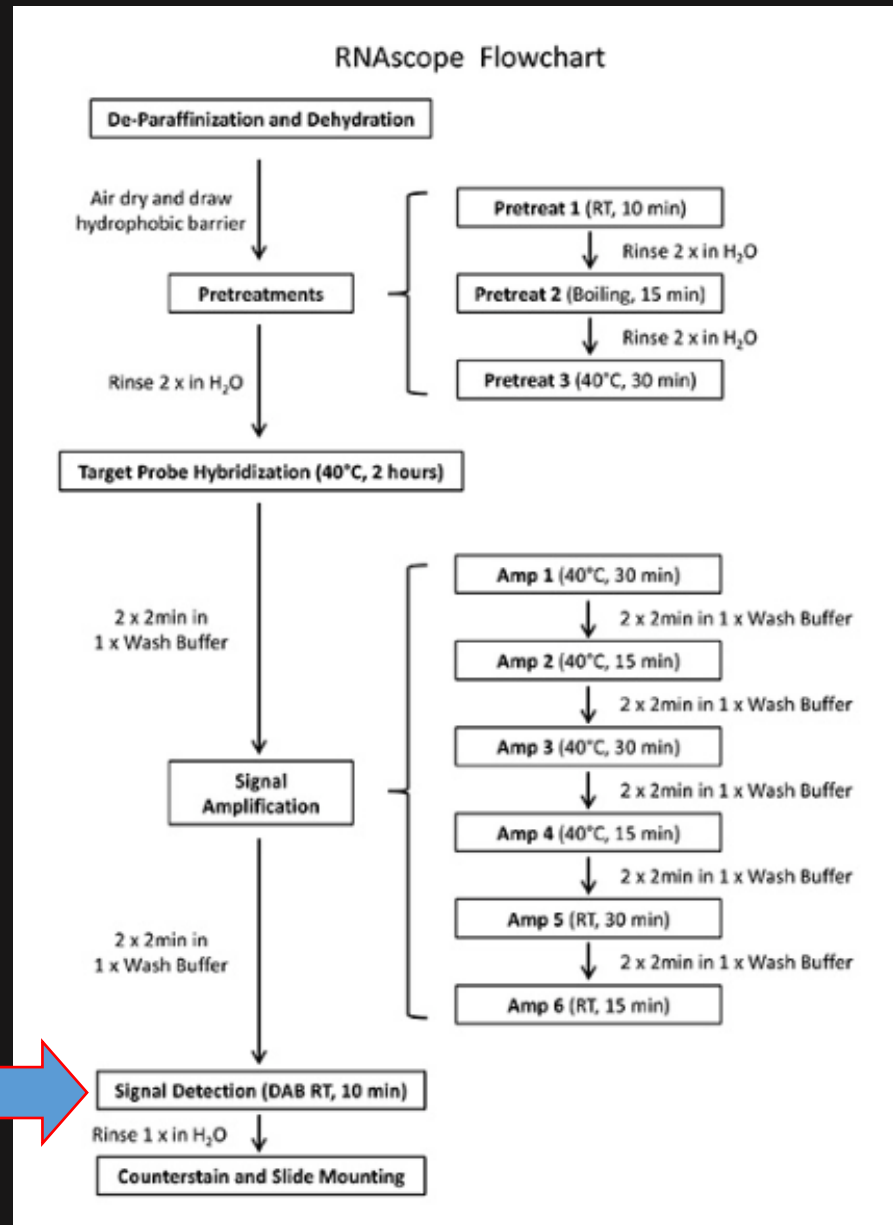 RNAscope Flowchart
De-Paraffinization and Dehydration
Air dry and draw
hydrophobic barrier
Pretreatments
Pretreat 1 (RT, 10 min)
Rinse 2 x in H₂O
Pretreat 2 (Boiling, 15 min)
Rinse 2 x in H₂O
Pretreat 3 (40°C, 30 min)
Rinse 2 x in H₂O
Target Probe Hybridization (40°C, 2 hours)
2 x 2min in
1 x Wash Buffer
Signal
Amplification
Amp 1 (40°C, 30 min)
2 x 2min in 1 x Wash Buffer
Amp 2 (40°C, 15 min)
2 x 2min in 1 x Wash Buffer
Amp 3 (40°C, 30 min)
2 x 2min in 1 x Wash Buffer
Amp 4 (40°C, 15 min)
2 x 2min in 1 x Wash Buffer
Amp 5 (RT, 30 min)
2 x 2min in 1 x Wash Buffer
Amp 6 (RT, 15 min)
2 x 2min in
1 x Wash Buffer
Signal Detection (DAB RT, 10 min)
Rinse 1 x in H₂O
Counterstain and Slide Mounting